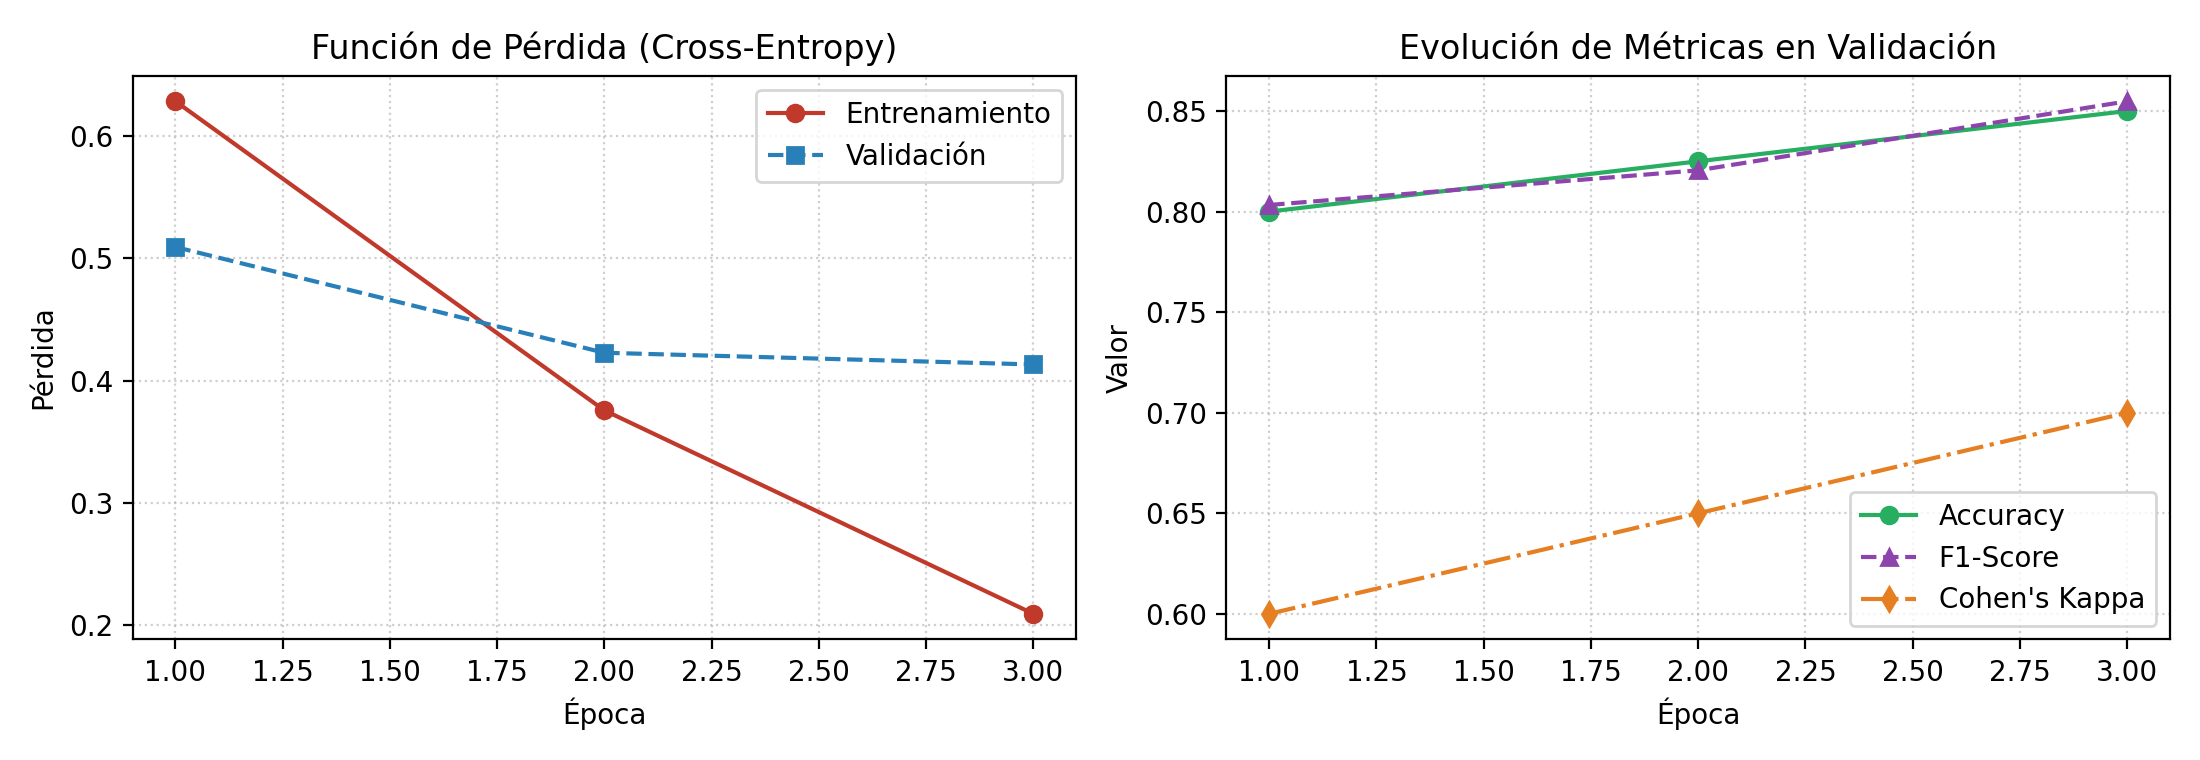 Función de Pérdida (Cross-Entropy)
Entrenamiento
Validación
0.6
0.5
0.4
0.3
0.2
Pérdida
1.00 1.25 1.50 1.75 2.00 2.25 2.50 2.75 3.00
Época
Evolución de Métricas en Validación
0.85
0.80
0.75
0.70
0.65
0.60
Valor
Accuracy
F1-Score
Cohen's Kappa
1.00 1.25 1.50 1.75 2.00 2.25 2.50 2.75 3.00
Época